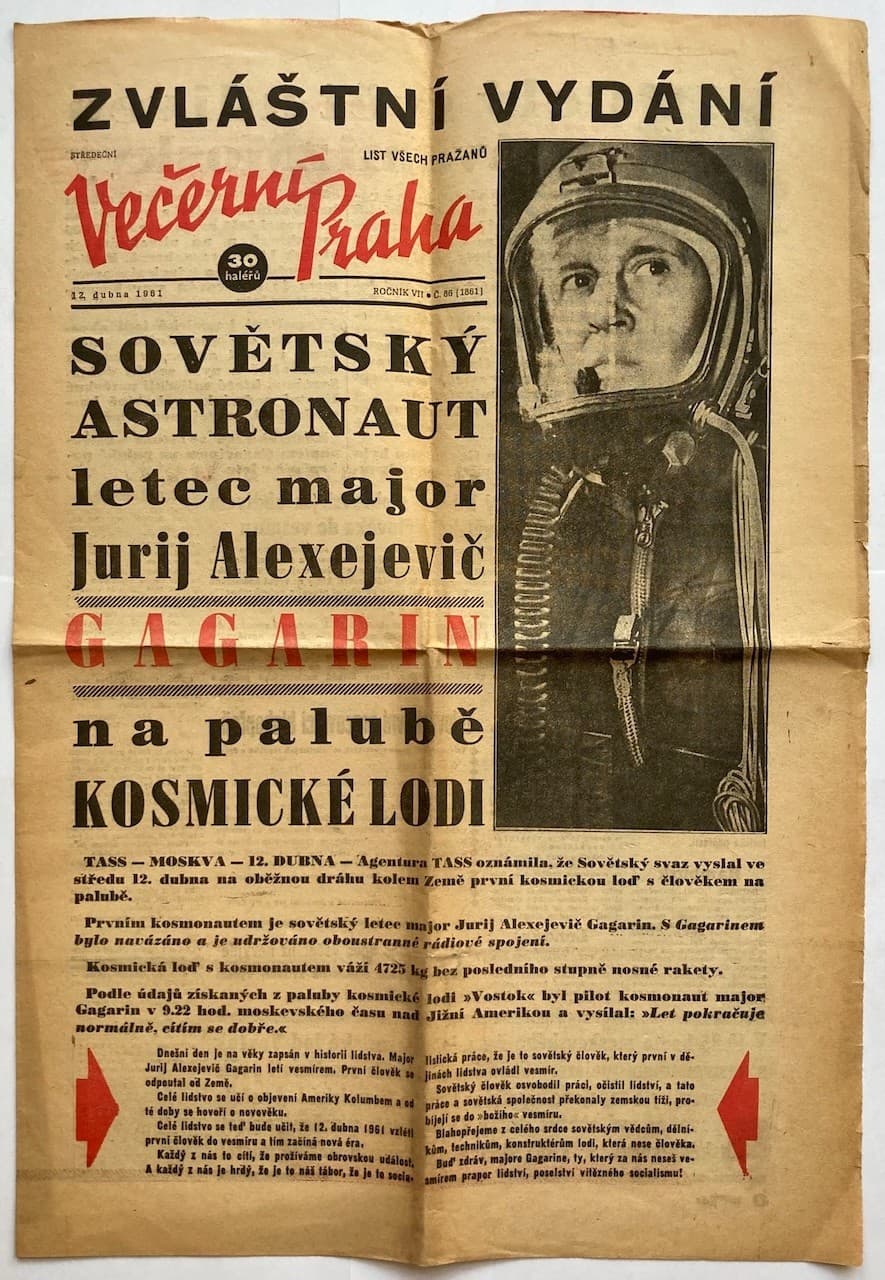 ZVLÁŠTNÍ VYDÁNÍ
STŘEDEČNÍ
LIST VŠECH PRAŽANŮ
Večerní Praha
30
haléřů
12. dubna 1961
ROČNÍK VII • Č. 86 (1861)
SOVĚTSKÝ
ASTRONAUT
letec major
Jurij Alexejevič
GAGARIN
na palubě
KOSMICKÉ LODI
TASS — MOSKVA — 12. DUBNA — Agentura TASS oznámila, že Sovětský svaz vyslal ve
středu 12. dubna na oběžnou dráhu kolem Země první kosmickou loď s člověkem na
palubě.
Prvním kosmonautem je sovětský letec major Jurij Alexejevič Gagarin. S Gagarinem
bylo navázáno a je udržováno oboustranné rádiové spojení.
Kosmická loď s kosmonautem váží 4725 kg bez posledního stupně nosné rakety.
Podle údajů získaných z paluby kosmické lodi »Vostok« byl pilot kosmonaut major
Gagarin v 9.22 hod. moskevského času nad Jižní Amerikou a vysílal: »Let pokračuje
normálně, cítím se dobře.«
Dnešní den je na věky zapsán v historii lidstva. Major
Jurij Alexejevič Gagarin letí vesmírem. První člověk se
odpoutal od Země.
Celé lidstvo se učí o objevení Ameriky Kolumbem a od
té doby se hovoří o novověku.
Celé lidstvo se teď bude učit, že 12. dubna 1961 vzlétl
první člověk do vesmíru a tím začíná nová éra.
Každý z nás to cítí, že prožíváme obrovskou událost.
A každý z nás je hrdý, že je to náš tábor, že je to socia-
listická práce, že je to sovětský člověk, který první v dě-
jinách lidstva ovládl vesmír.
Sovětský člověk osvobodil práci, očistil lidství, a tato
práce a sovětská společnost překonaly zemskou tíži, pro-
bíjejí se do »božího« vesmíru.
Blahopřejeme z celého srdce sovětským vědcům, dělní-
kům, technikům, konstruktérům lodi, která nese člověka.
Buď zdráv, majore Gagarine, ty, který za nás neseš ve-
smírem prapor lidství, poselství vítězného socialismu!